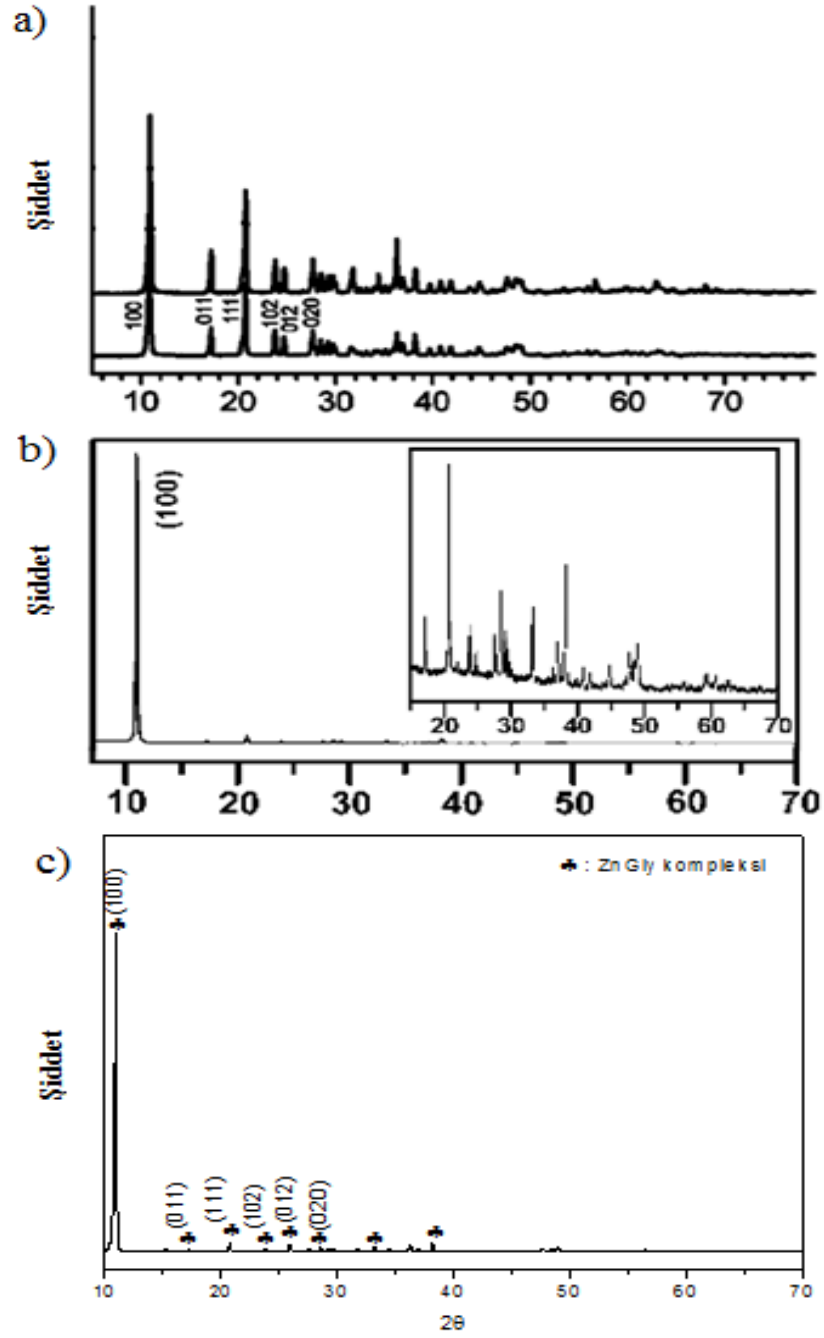 a)
Şiddet
100 011 111 102 012 020
10 20 30 40 50 60 70
b)
Şiddet
(100)
20 30 40 50 60 70
10 20 30 40 50 60 70
c)
Şiddet
♣ : ZnGly kompleksi
♣(100)
(011) (111) (102) (012) (020)
♣ ♣ ♣ ♣ ♣ ♣ ♣
10 20 30 40 50 60 70
2θ